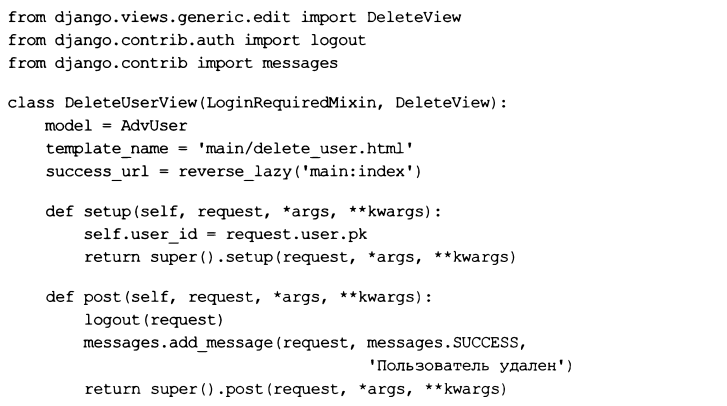 from django.views.generic.edit import DeleteView
from django.contrib.auth import logout
from django.contrib import messages
class DeleteUserView(LoginRequiredMixin, DeleteView):
    model = AdvUser
    template_name = 'main/delete_user.html'
    success_url = reverse_lazy('main:index')
    def setup(self, request, *args, **kwargs):
        self.user_id = request.user.pk
        return super().setup(request, *args, **kwargs)
    def post(self, request, *args, **kwargs):
        logout(request)
        messages.add_message(request, messages.SUCCESS,
                                      'Пользователь удален')
        return super().post(request, *args, **kwargs)